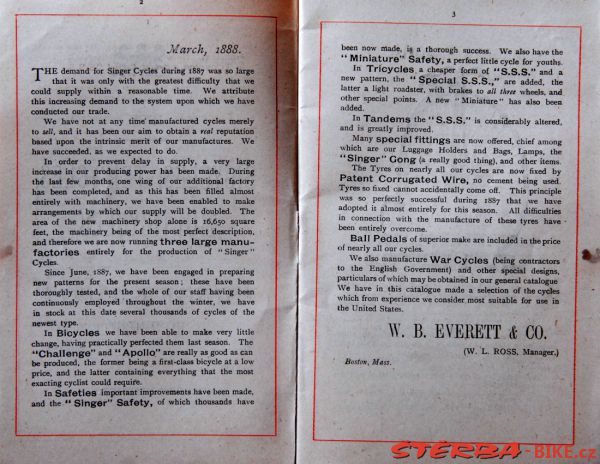 2
March, 1888.
THE demand for Singer Cycles during 1887 was so large
that it was only with the greatest difficulty that we
could supply within a reasonable time. We attribute
this increasing demand to the system upon which we have
conducted our trade.
We have not at any time manufactured cycles merely
to sell, and it has been our aim to obtain a real reputation
based upon the intrinsic merit of our manufactures. We
have succeeded, as we expected to do.
In order to prevent delay in supply, a very large
increase in our producing power has been made. During
the last few months, one wing of our additional factory
has been completed, and as this has been filled almost
entirely with machinery, we have been enabled to make
arrangements by which our supply will be doubled. The
area of the new machinery shop alone is 16,650 square
feet, the machinery being of the most perfect description,
and therefore we are now running three large manu-
factories entirely for the production of "Singer"
Cycles.
Since June, 1887, we have been engaged in preparing
new patterns for the present season; these have been
thoroughly tested, and the whole of our staff having been
continuously employed throughout the winter, we have
in stock at this date several thousands of cycles of the
newest type.
In Bicycles we have been able to make very little
change, having practically perfected them last season. The
"Challenge" and "Apollo" are really as good as can
be produced, the former being a first-class bicycle at a low
price, and the latter containing everything that the most
exacting cyclist could require.
In Safeties important improvements have been made,
and the "Singer" Safety, of which thousands have
3
been now made, is a thorough success. We also have the
"Miniature" Safety, a perfect little cycle for youths.
In Tricycles a cheaper form of "S.S.S." and a
new pattern, the "Special S.S.S.," are added, the
latter a light roadster, with brakes to all three wheels, and
other special points. A new "Miniature" has also been
added.
In Tandems the "S.S.S." is considerably altered,
and is greatly improved.
Many special fittings are now offered, chief among
which are our Luggage Holders and Bags, Lamps, the
"Singer" Gong (a really good thing), and other items.
The Tyres on nearly all our cycles are now fixed by
Patent Corrugated Wire, no cement being used.
Tyres so fixed cannot accidentally come off. This principle
was so perfectly successful during 1887 that we have
adopted it almost entirely for this season. All difficulties
in connection with the manufacture of these tyres have
been entirely overcome.
Ball Pedals of superior make are included in the price
of nearly all our cycles.
We also manufacture War Cycles (being contractors
to the English Government) and other special designs,
particulars of which may be obtained in our general catalogue
We have in this catalogue made a selection of the cycles
which from experience we consider most suitable for use in
the United States.
W. B. EVERETT & CO.
(W. L. ROSS, Manager.)
Boston, Mass.
STERBA-BIKE.cz